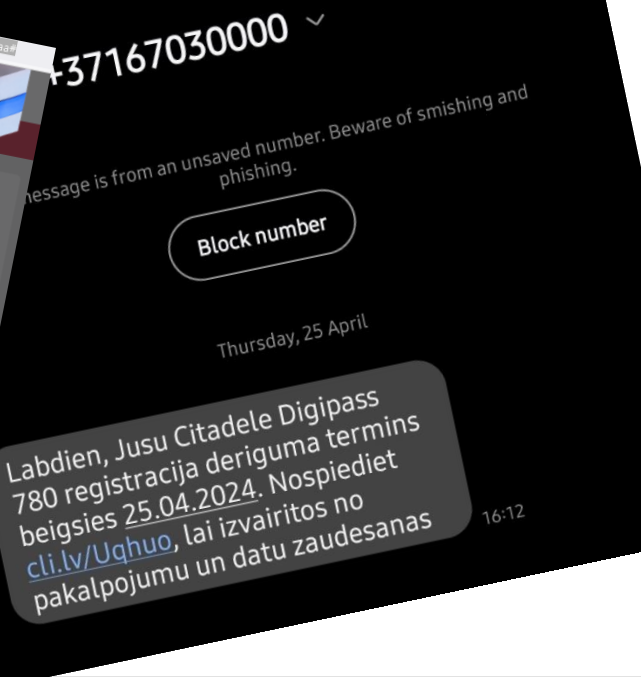 +37167030000
message is from an unsaved number. Beware of smishing and
phishing.
Block number
Thursday, 25 April
Labdien, Jusu Citadele Digipass
780 registracija deriguma termins
beigsies 25.04.2024. Nospiediet
cli.lv/Uqhuo, lai izvairitos no
pakalpojumu un datu zaudesanas
16:12